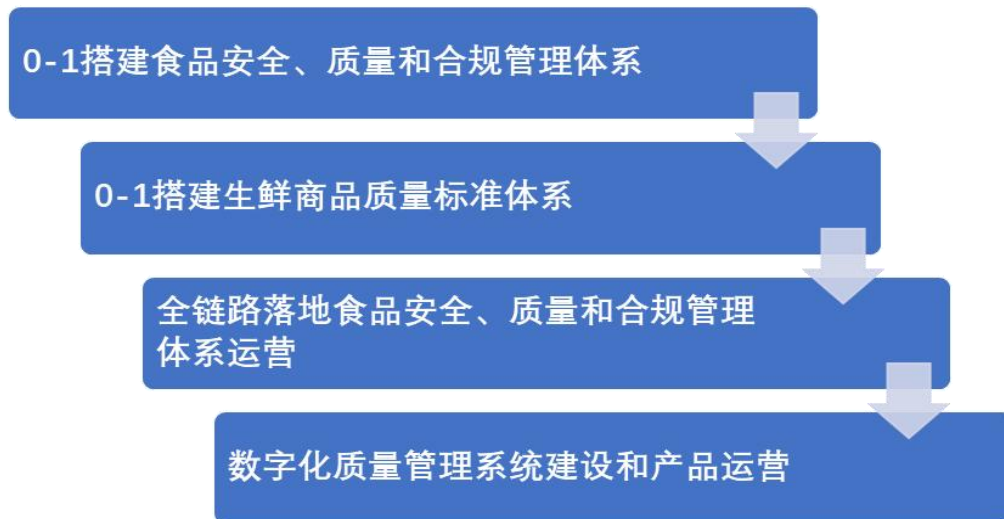 0-1搭建食品安全、质量和合规管理体系
0-1搭建生鲜商品质量标准体系
全链路落地食品安全、质量和合规管理
体系运营
数字化质量管理系统建设和产品运营